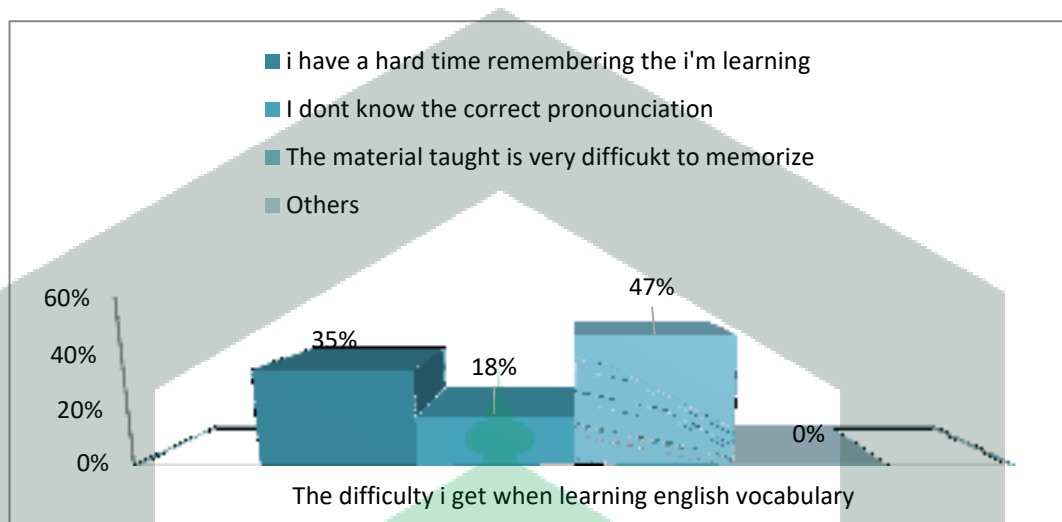 i have a hard time remembering the i'm learning
I dont know the correct pronounciation
The material taught is very difficukt to memorize
Others
47%
60%
35%
40%
18%
20%
0%
0%
The difficulty i get when learning english vocabulary